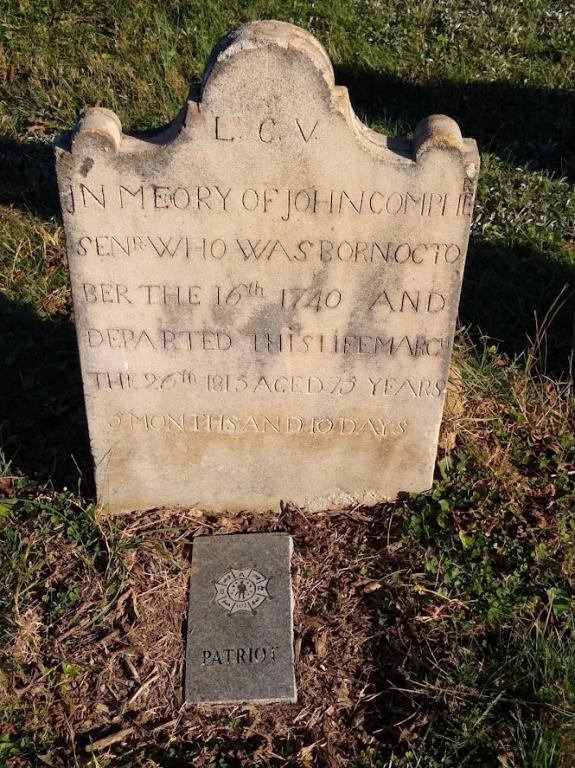 L. C. V.
IN MEORY OF JOHN COMPHE
SENR. WHO WAS BORN OCTO
BER THE 16th 1740 AND
DEPARTED THIS LIFE MARCH
THE 26th 1815 AGED 75 YEARS
5 MONTHS AND 10 DAYS
PATRIOT